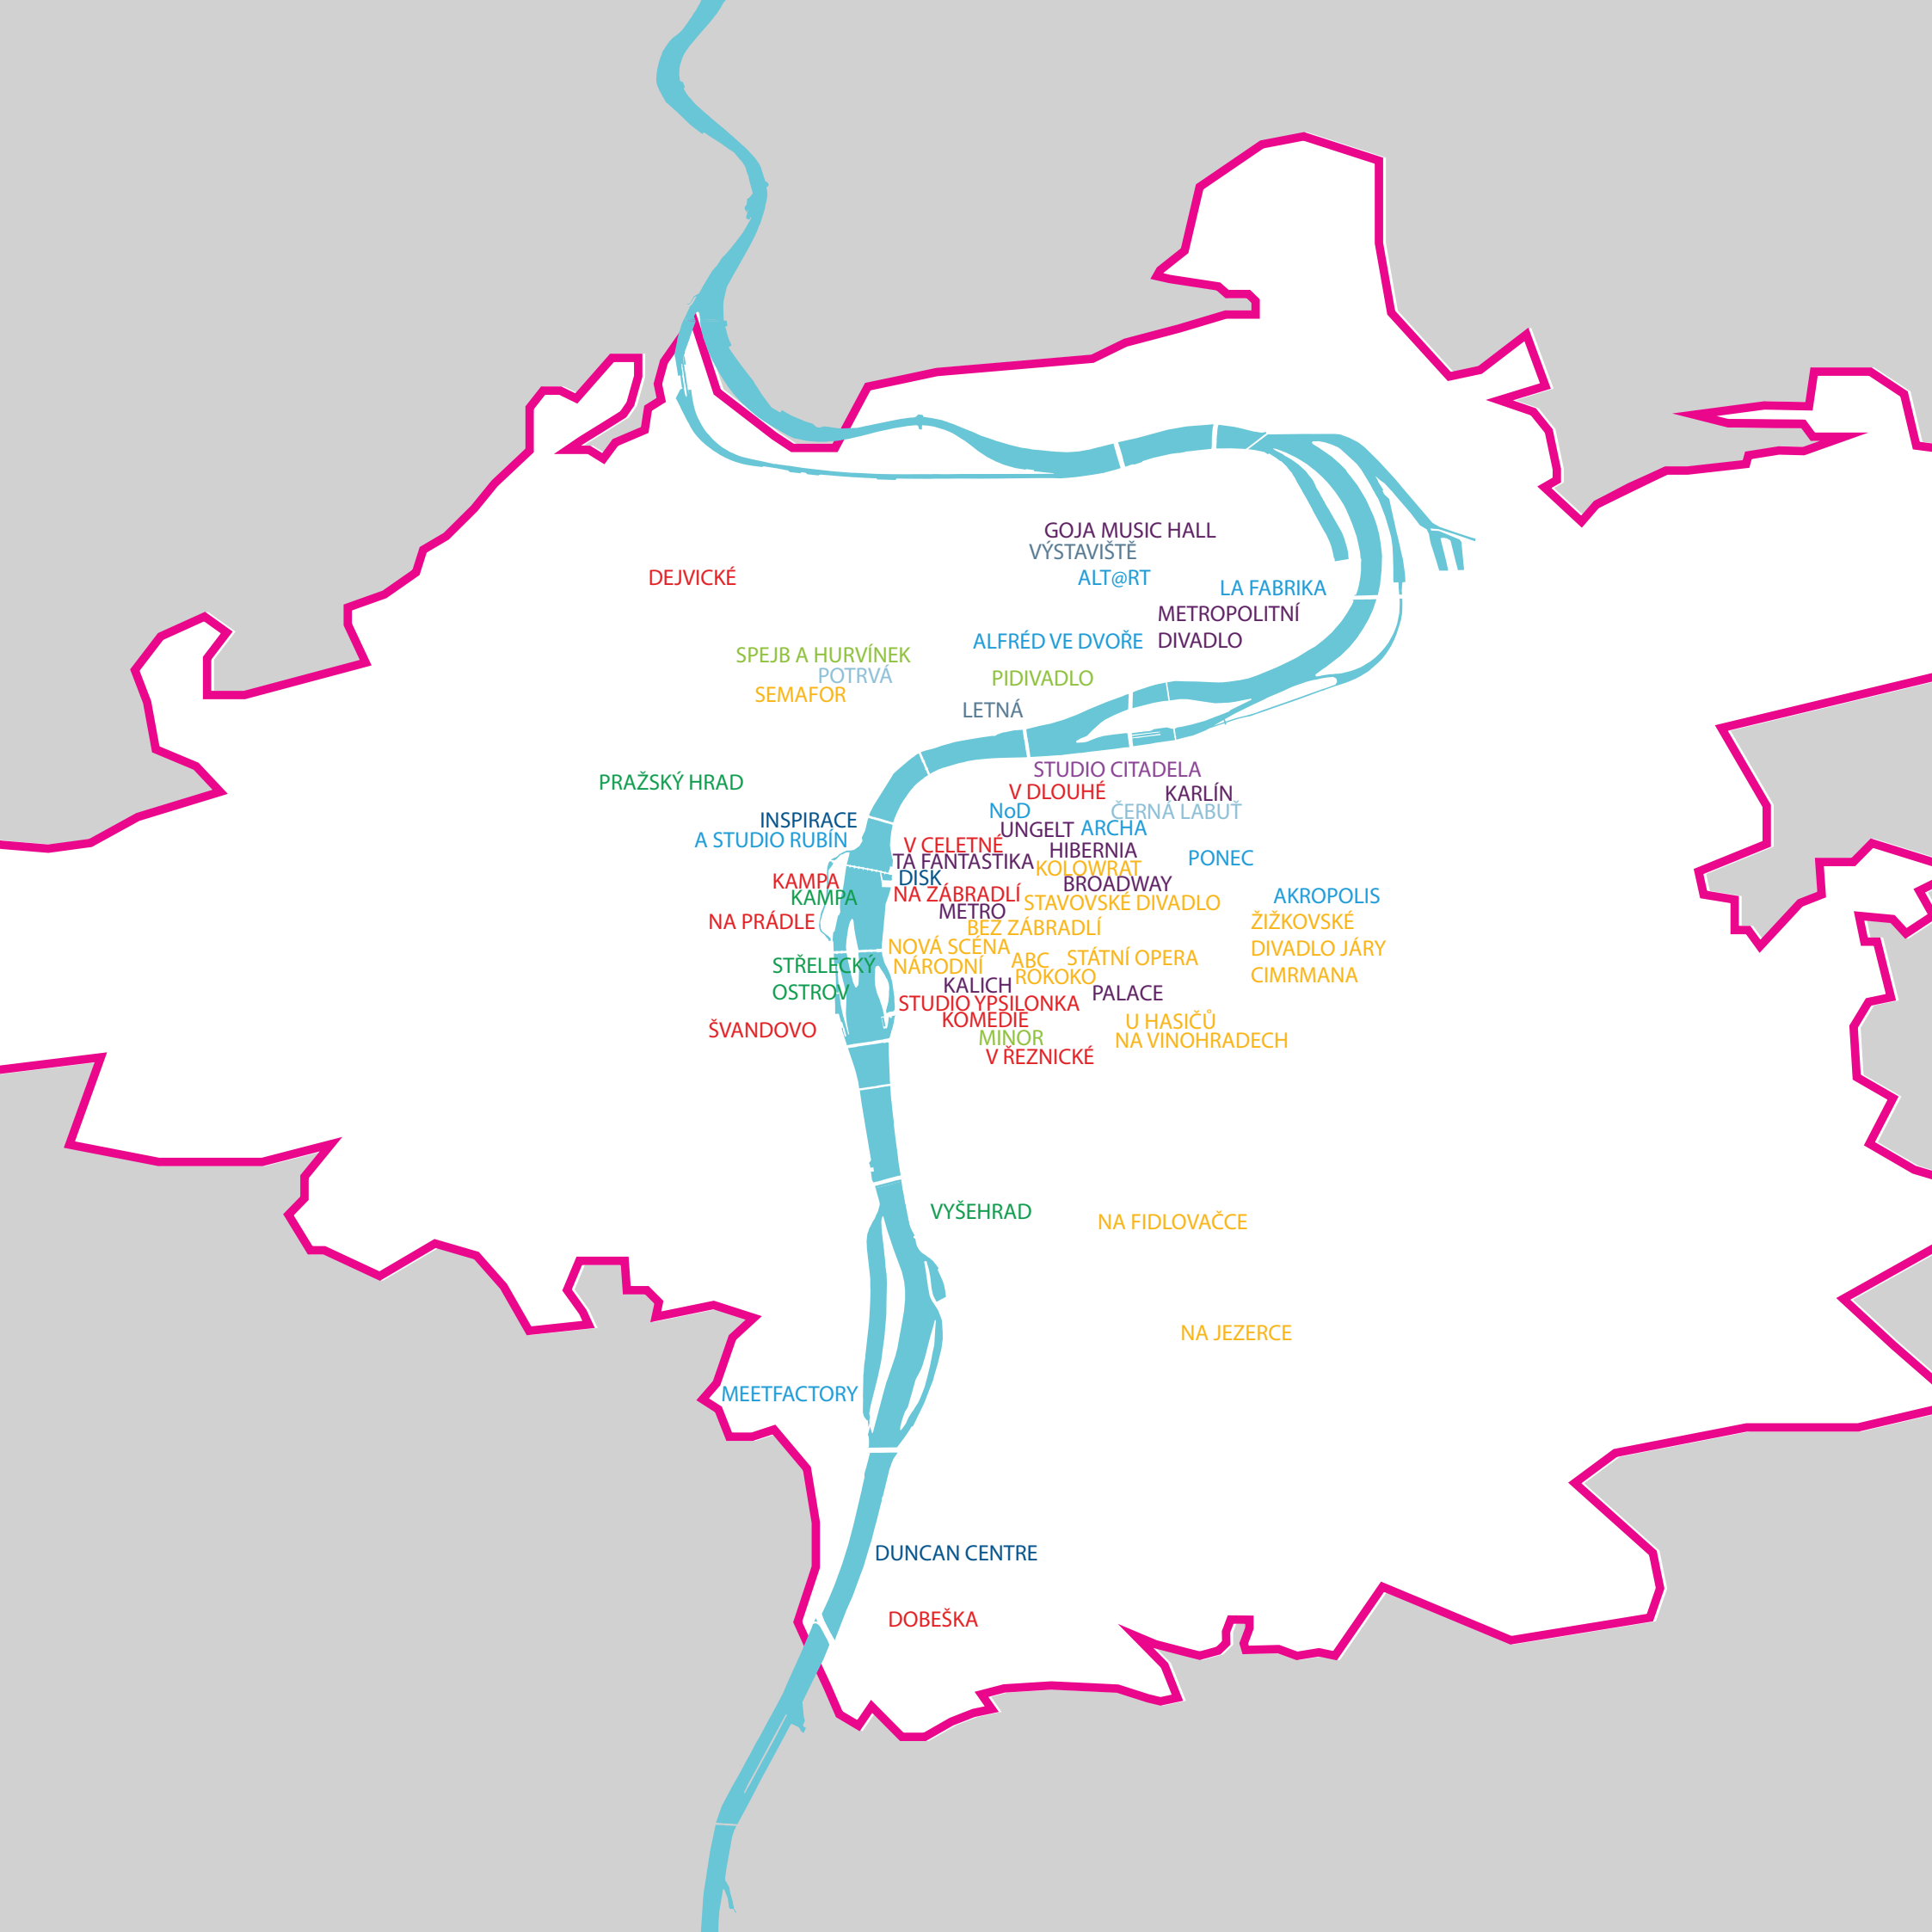 GOJA MUSIC HALL
VÝSTAVIŠTĚ
DEJVICKÉ
ALT@RT
LA FABRIKA
METROPOLITNÍ
DIVADLO
ALFRÉD VE DVOŘE
SPEJB A HURVÍNEK
POTRVÁ
SEMAFOR
PIDIVADLO
LETNÁ
STUDIO CITADELA
PRAŽSKÝ HRAD
V DLOUHÉ
KARLÍN
NoD
ČERNÁ LABUŤ
INSPIRACE
UNGELT
ARCHA
A STUDIO RUBÍN
V CELETNÉ
HIBERNIA
PONEC
TA FANTASTIKA
KOLOWRAT
KAMPA
DISK
BROADWAY
KAMPA
NA ZÁBRADLÍ
STAVOVSKÉ DIVADLO
AKROPOLIS
METRO
NA PRÁDLE
BEZ ZÁBRADLÍ
ŽIŽKOVSKÉ
DIVADLO JÁRY
CIMRMANA
NOVÁ SCÉNA
STŘELECKÝ
OSTROV
NÁRODNÍ
ABC
STÁTNÍ OPERA
ROKOKO
KALICH
PALACE
STUDIO YPSILONKA
KOMEDIE
U HASIČŮ
ŠVANDOVO
MINOR
NA VINOHRADECH
V ŘEZNICKÉ
VYŠEHRAD
NA FIDLOVAČCE
NA JEZERCE
MEETFACTORY
DUNCAN CENTRE
DOBEŠKA